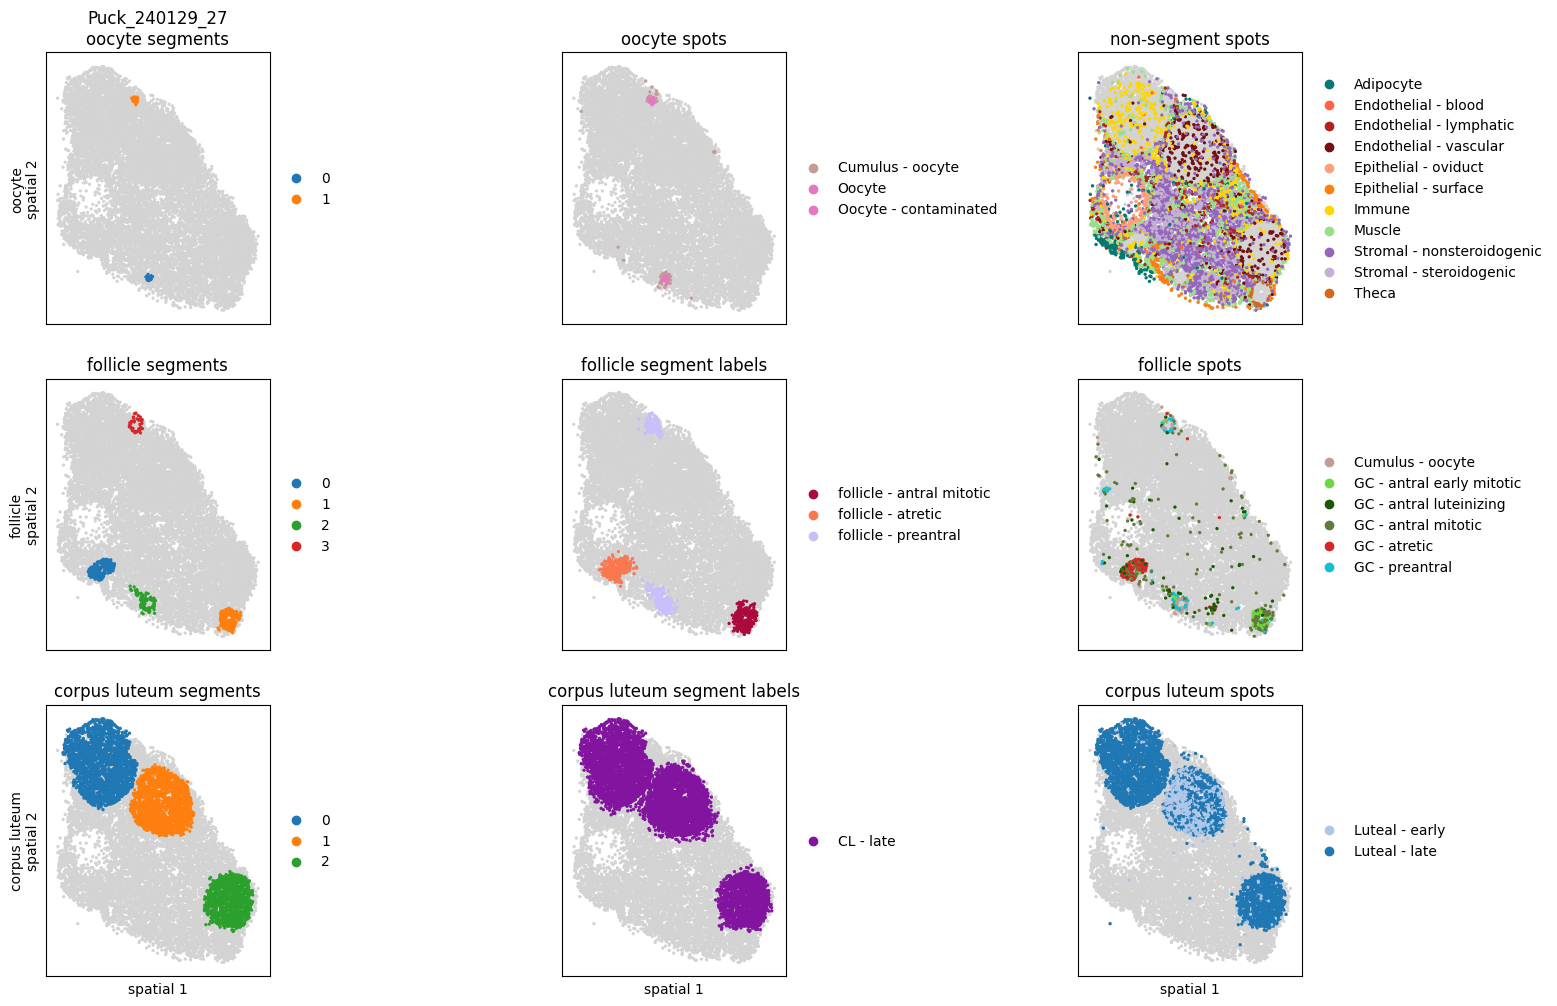 Puck_240129_27
oocyte segments
oocyte
spatial 2
0
1
oocyte spots
Cumulus - oocyte
Oocyte
Oocyte - contaminated
non-segment spots
Adipocyte
Endothelial - blood
Endothelial - lymphatic
Endothelial - vascular
Epithelial - oviduct
Epithelial - surface
Immune
Muscle
Stromal - nonsteroidogenic
Stromal - steroidogenic
Theca
follicle segments
follicle
spatial 2
0
1
2
3
follicle segment labels
follicle - antral mitotic
follicle - atretic
follicle - preantral
follicle spots
Cumulus - oocyte
GC - antral early mitotic
GC - antral luteinizing
GC - antral mitotic
GC - atretic
GC - preantral
corpus luteum segments
corpus luteum
spatial 2
0
1
2
spatial 1
corpus luteum segment labels
CL - late
spatial 1
corpus luteum spots
Luteal - early
Luteal - late
spatial 1